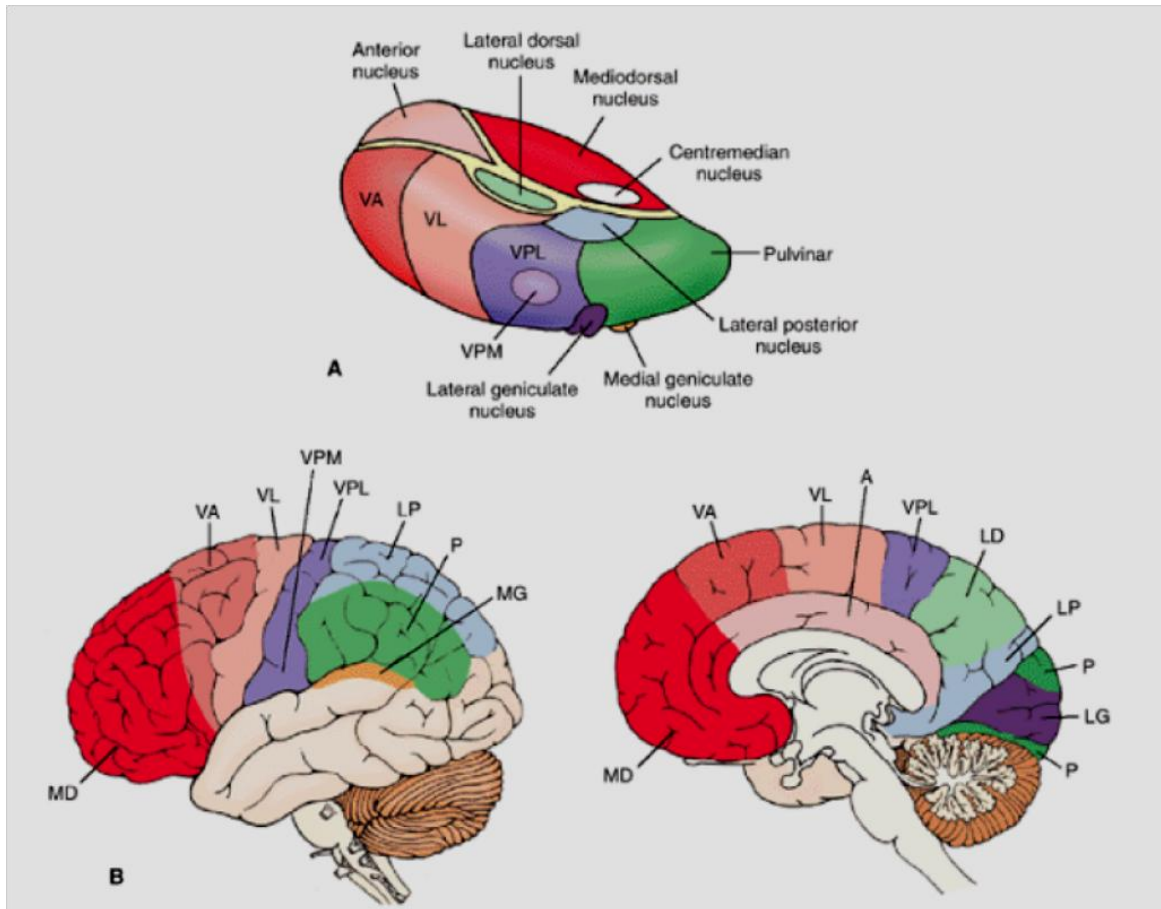 Anterior
nucleus
Lateral dorsal
nucleus
Mediodorsal
nucleus
Centremedian
nucleus
VA
VL
VPL
Pulvinar
VPM
Lateral posterior
nucleus
Lateral geniculate
nucleus
Medial geniculate
nucleus
A
VPM
VA
VL
VPL
LP
P
MG
MD
B
VA
VL
A
VPL
LD
LP
P
LG
P
MD